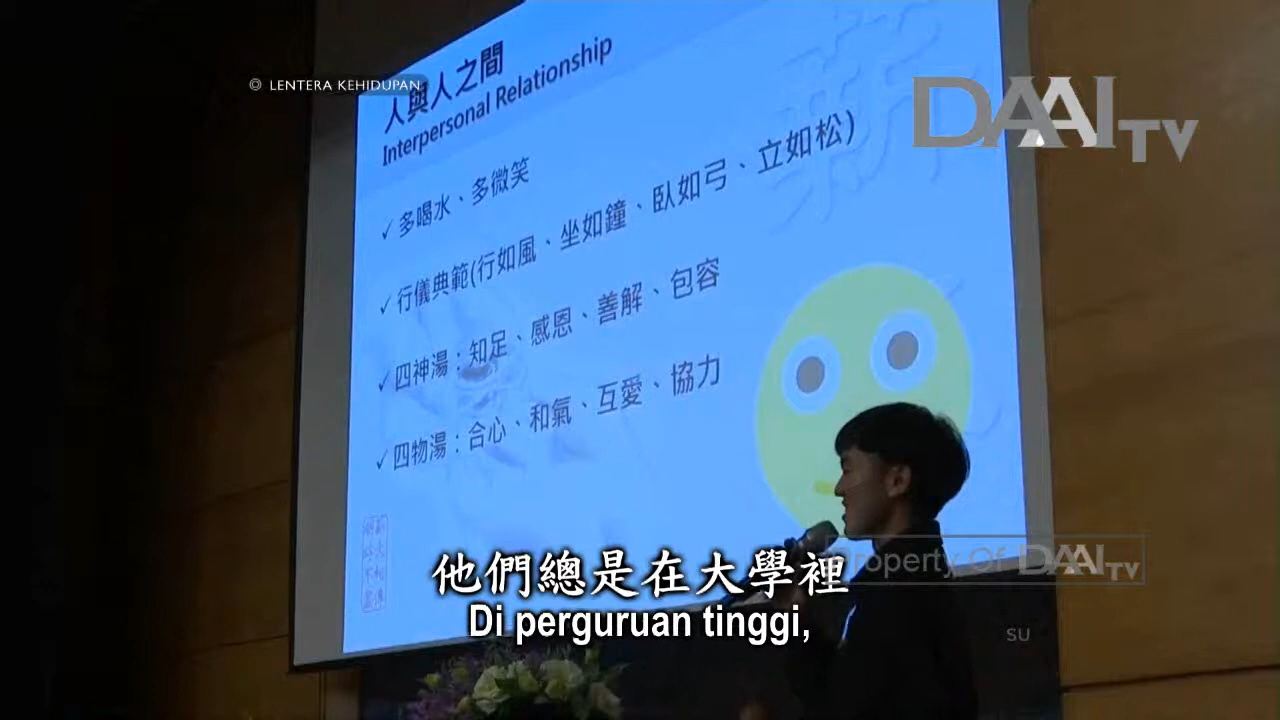 © LENTERA KEHIDUPAN
DAAI TV
人與人之間
Interpersonal Relationship
✓ 多喝水、多微笑
✓ 行儀典範(行如風、坐如鐘、臥如弓、立如松)
✓ 四神湯：知足、感恩、善解、包容
✓ 四物湯：合心、和氣、互愛、協力
Property Of DAAI TV
他們總是在大學裡
Di perguruan tinggi,
SU